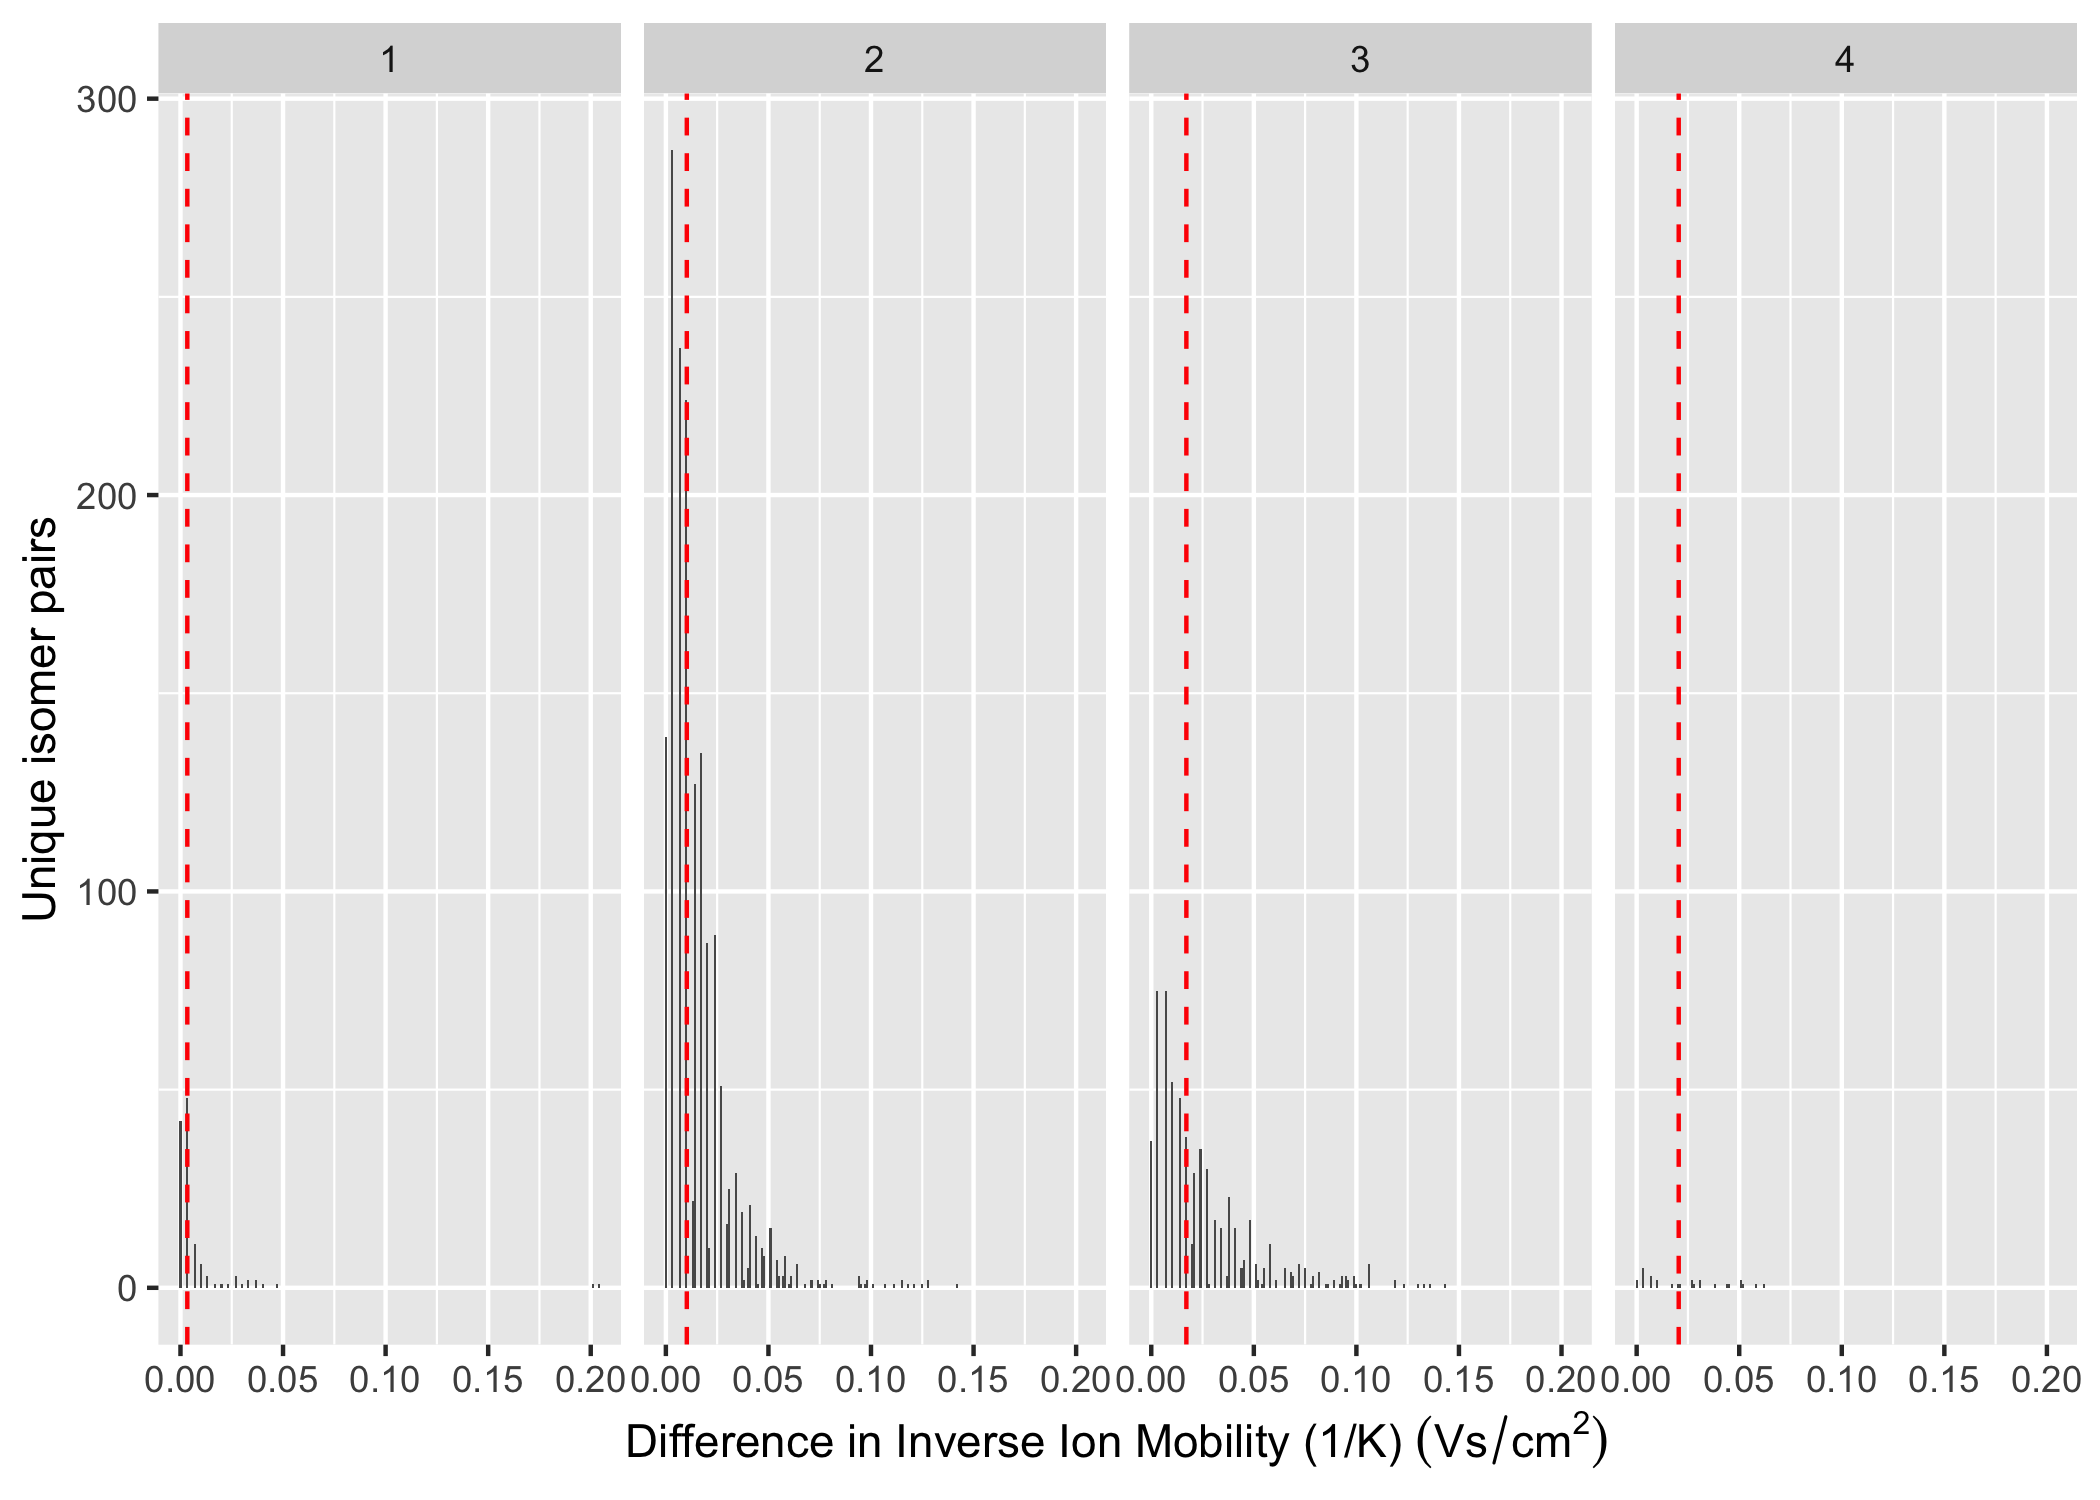 1 2 3 4
300
200
100
0
Unique isomer pairs
0.00 0.05 0.10 0.15 0.20 0.00 0.05 0.10 0.15 0.20 0.00 0.05 0.10 0.15 0.20 0.00 0.05 0.10 0.15 0.20
Difference in Inverse Ion Mobility (1/K) (Vs/cm²)